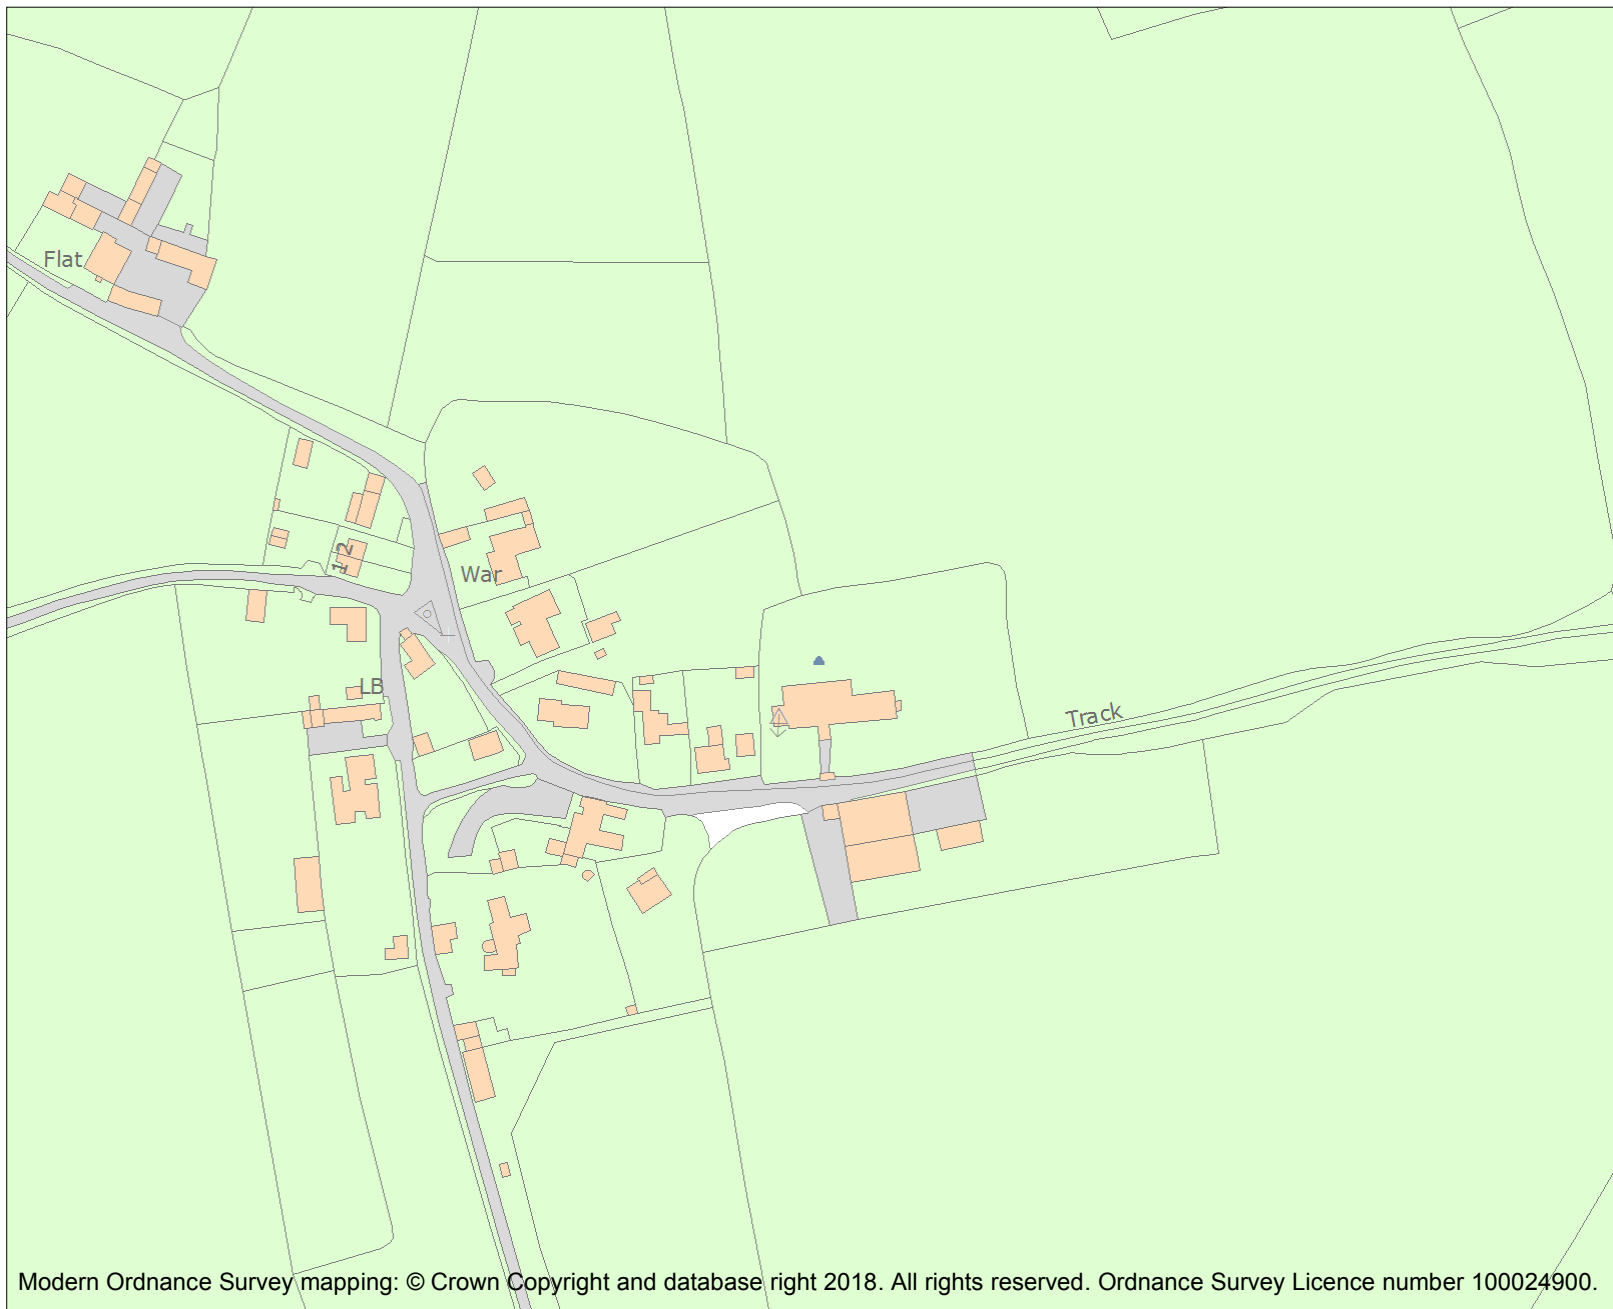 Flat
12
War
LB
Track
Modern Ordnance Survey mapping: © Crown Copyright and database right 2018. All rights reserved. Ordnance Survey Licence number 100024900.